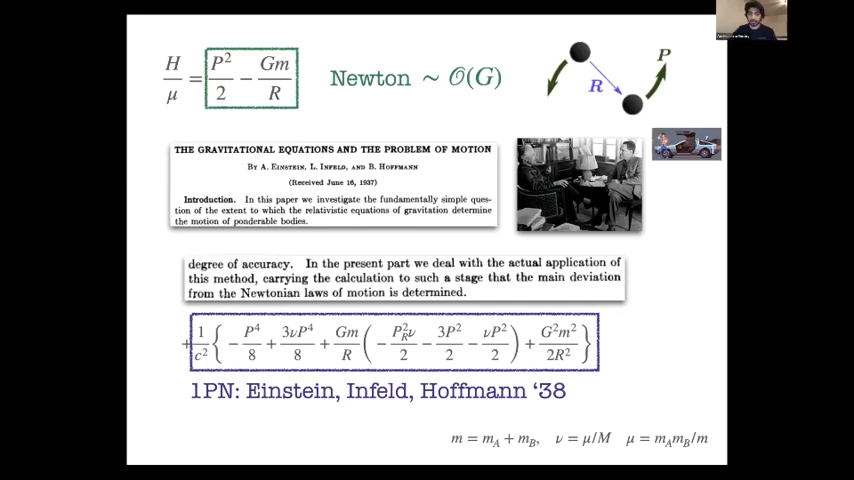 H/μ = P²/2 − Gm/R
Newton ~ 𝒪(G)
P
R
THE GRAVITATIONAL EQUATIONS AND THE PROBLEM OF MOTION
By A. Einstein, L. Infeld, and B. Hoffmann
(Received June 16, 1937)
Introduction. In this paper we investigate the fundamentally simple ques-
tion of the extent to which the relativistic equations of gravitation determine
the motion of ponderable bodies.
degree of accuracy. In the present part we deal with the actual application of
this method, carrying the calculation to such a stage that the main deviation
from the Newtonian laws of motion is determined.
+ 1/c² { − P⁴/8 + 3νP⁴/8 + Gm/R ( − P_R²ν/2 − 3P²/2 − νP²/2 ) + G²m²/2R² }
1PN: Einstein, Infeld, Hoffmann ‘38
m = m_A + m_B, ν = μ/M μ = m_A m_B/m